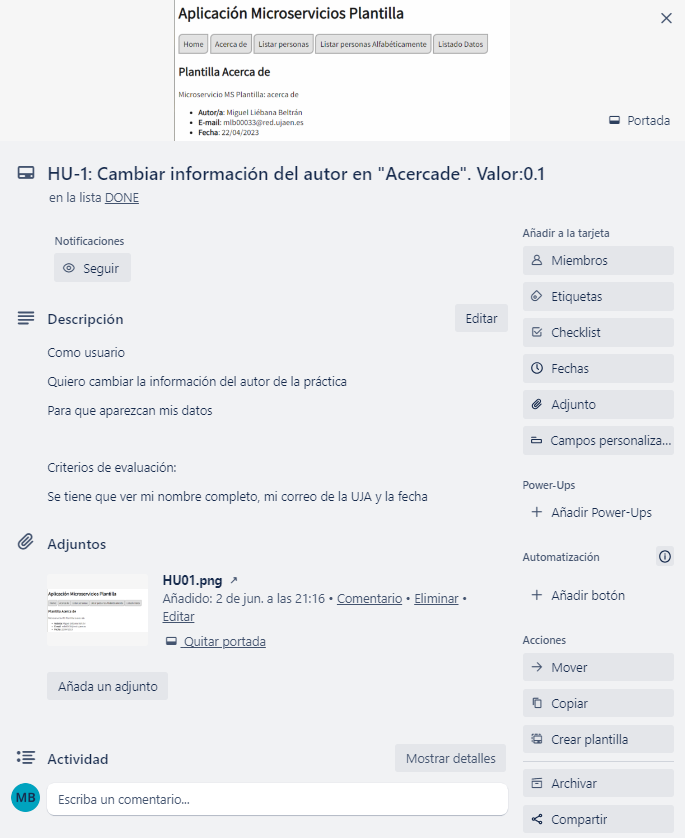 Aplicación Microservicios Plantilla
Home
Acerca de
Listar personas
Listar personas Alfabéticamente
Listado Datos
Plantilla Acerca de
Microservicio MS Plantilla: acerca de
• Autor/a: Miguel Liébana Beltrán
• E-mail: mlb00033@red.ujaen.es
• Fecha: 22/04/2023
Portada
HU-1: Cambiar información del autor en "Acercade". Valor:0.1
en la lista DONE
Notificaciones
Seguir
Descripción
Editar
Como usuario
Quiero cambiar la información del autor de la práctica
Para que aparezcan mis datos
Criterios de evaluación:
Se tiene que ver mi nombre completo, mi correo de la UJA y la fecha
Adjuntos
Aplicación Microservicios Plantilla
Plantilla Acerca de
HU01.png ↗
Añadido: 2 de jun. a las 21:16 • Comentario • Eliminar •
Editar
Quitar portada
Añada un adjunto
Actividad
Mostrar detalles
MB
Escriba un comentario...
Añadir a la tarjeta
Miembros
Etiquetas
Checklist
Fechas
Adjunto
Campos personaliza...
Power-Ups
+ Añadir Power-Ups
Automatización
+ Añadir botón
Acciones
Mover
Copiar
Crear plantilla
Archivar
Compartir